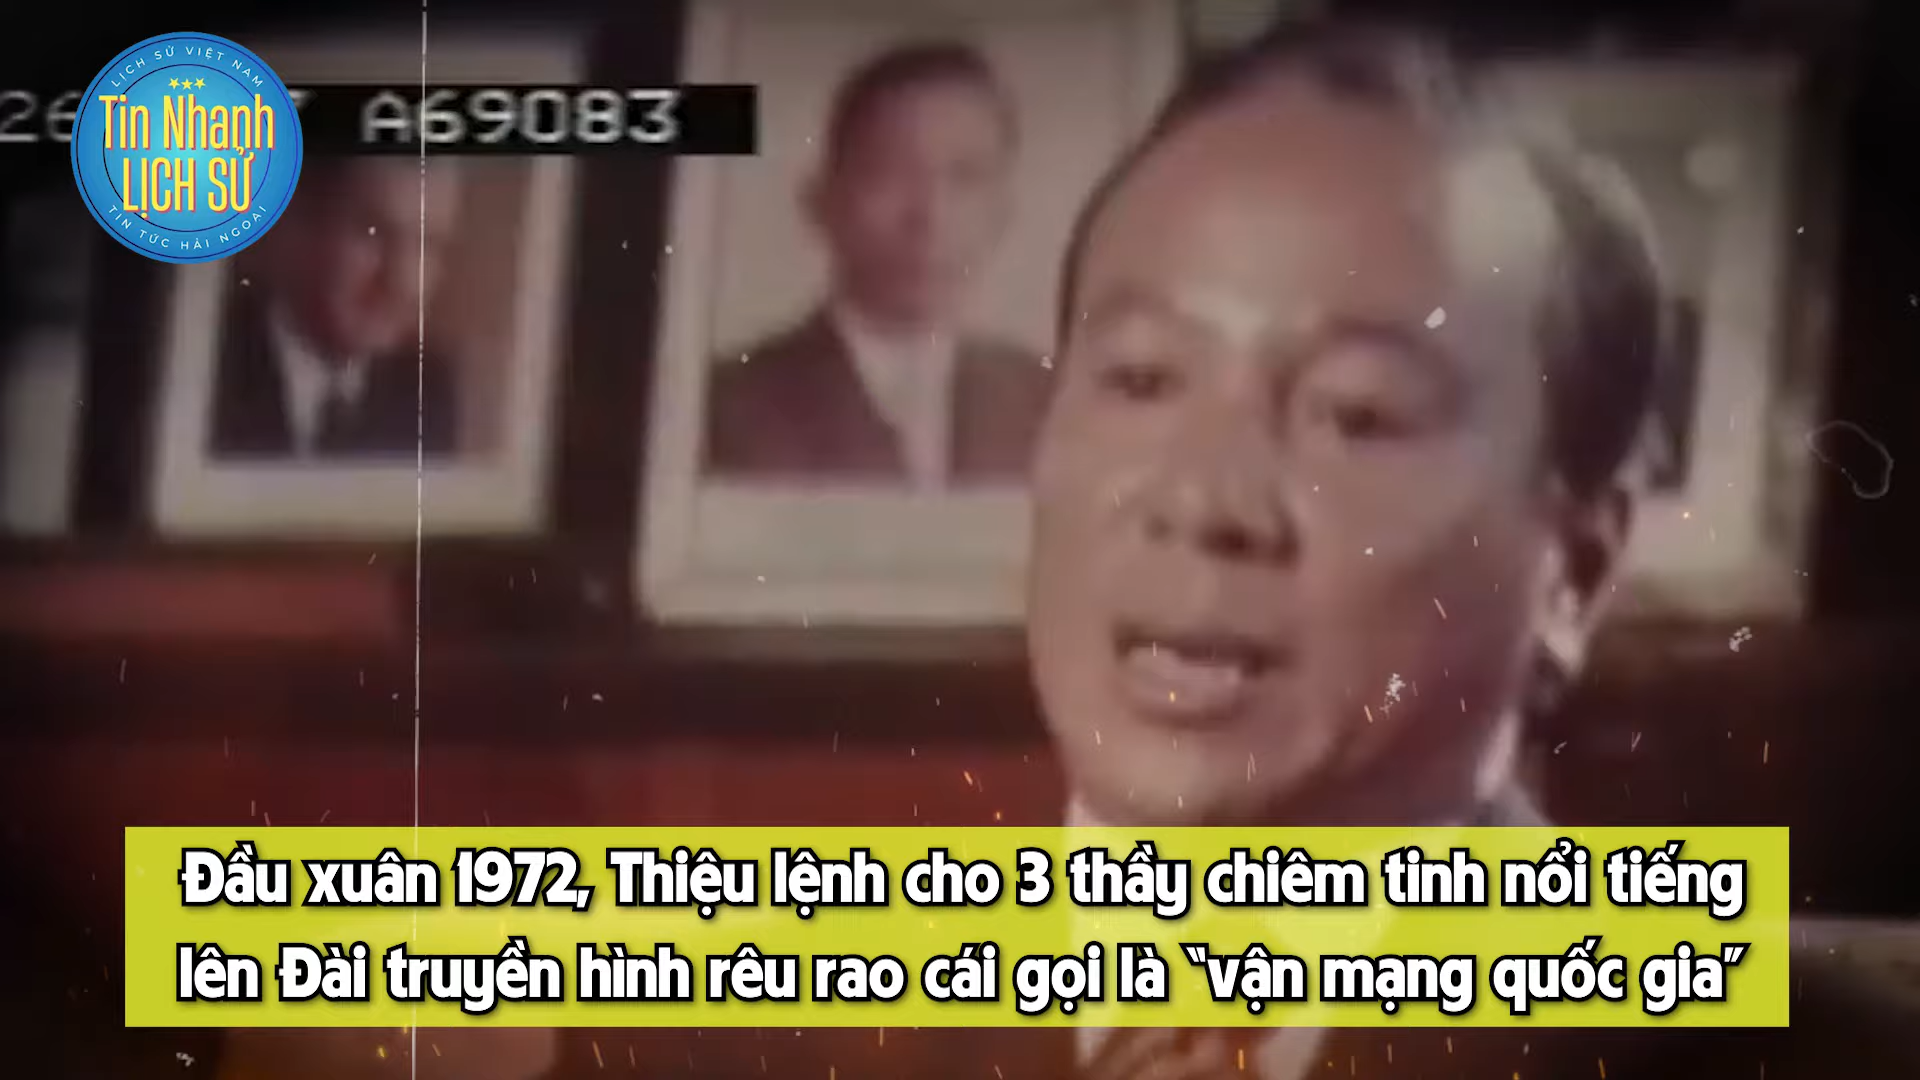 LỊCH SỬ VIỆT NAM
Tin Nhanh
LỊCH SỬ
TIN TỨC HẢI NGOẠI
26
A69083
Đầu xuân 1972, Thiệu lệnh cho 3 thầy chiêm tinh nổi tiếng
lên Đài truyền hình rêu rao cái gọi là “vận mạng quốc gia”